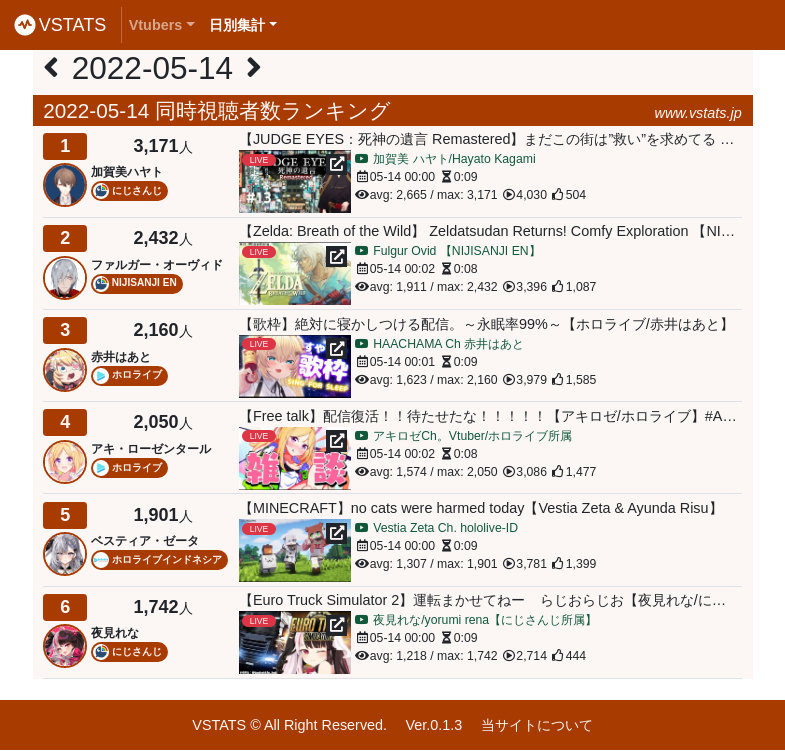 VSTATS Vtubers 日別集計
2022-05-14
2022-05-14 同時視聴者数ランキング www.vstats.jp
1 3,171人
加賀美ハヤト
にじさんじ
【JUDGE EYES：死神の遺言 Remastered】まだこの街は”救い”を求めてる …
LIVE
JUDGE EYES
死神の遺言
Remastered
#13
加賀美 ハヤト/Hayato Kagami
05-14 00:00 0:09
avg: 2,665 / max: 3,171 4,030 504
2 2,432人
ファルガー・オーヴィド
NIJISANJI EN
【Zelda: Breath of the Wild】 Zeldatsudan Returns! Comfy Exploration 【NI…
LIVE
ZELDA
Fulgur Ovid 【NIJISANJI EN】
05-14 00:02 0:08
avg: 1,911 / max: 2,432 3,396 1,087
3 2,160人
赤井はあと
ホロライブ
【歌枠】絶対に寝かしつける配信。～永眠率99%～【ホロライブ/赤井はあと】
LIVE
すや
歌枠
SING FOR SLEEP
HAACHAMA Ch 赤井はあと
05-14 00:01 0:09
avg: 1,623 / max: 2,160 3,979 1,585
4 2,050人
アキ・ローゼンタール
ホロライブ
【Free talk】配信復活！！待たせたな！！！！！【アキロゼ/ホロライブ】#A…
LIVE
雑談
アキロゼCh。Vtuber/ホロライブ所属
05-14 00:02 0:08
avg: 1,574 / max: 2,050 3,086 1,477
5 1,901人
ベスティア・ゼータ
ホロライブインドネシア
【MINECRAFT】no cats were harmed today【Vestia Zeta & Ayunda Risu】
LIVE
Vestia Zeta Ch. hololive-ID
05-14 00:00 0:09
avg: 1,307 / max: 1,901 3,781 1,399
6 1,742人
夜見れな
にじさんじ
【Euro Truck Simulator 2】運転まかせてねー　らじおらじお【夜見れな/に…
LIVE
EURO TRUCK
夜見れな/yorumi rena【にじさんじ所属】
05-14 00:00 0:09
avg: 1,218 / max: 1,742 2,714 444
VSTATS © All Right Reserved. Ver.0.1.3 当サイトについて